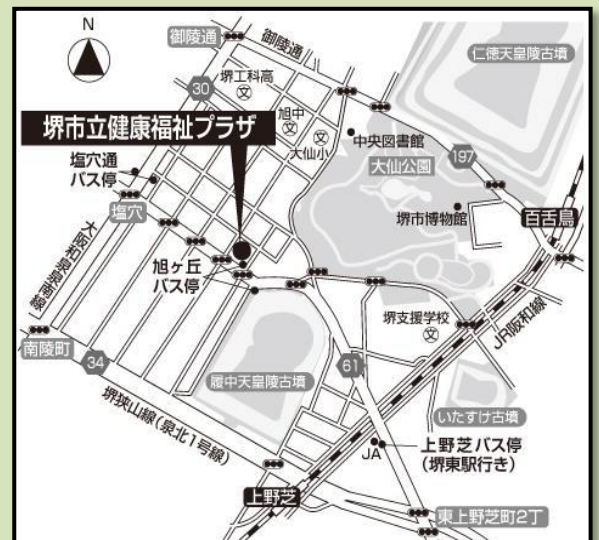 N
御陵通
御陵通
仁徳天皇陵古墳
堺工科高
文
30
旭中
文
文
大仙小
中央図書館
堺市立健康福祉プラザ
大仙公園
197
塩穴通
バス停
塩穴
堺市博物館
百舌鳥
大阪和泉泉南線
旭ヶ丘
バス停
JR阪和線
堺支援学校
文
南陵町
34
履中天皇陵古墳
61
いたすけ古墳
堺狭山線(泉北1号線)
JA
上野芝バス停
(堺東駅行き)
上野芝
東上野芝町2丁